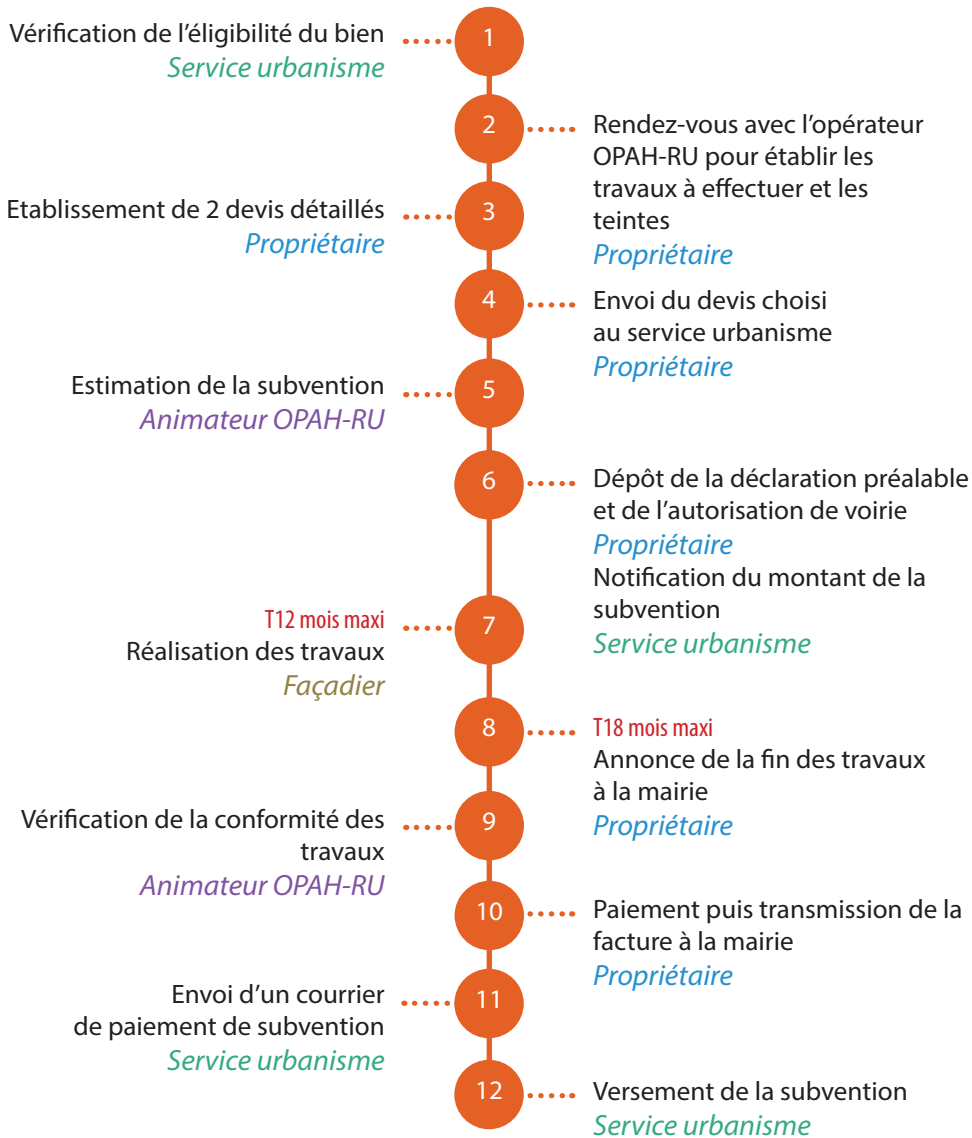 1
Vérification de l’éligibilité du bien
Service urbanisme
2
Rendez-vous avec l’opérateur
OPAH-RU pour établir les
travaux à effectuer et les
teintes
Propriétaire
3
Etablissement de 2 devis détaillés
Propriétaire
4
Envoi du devis choisi
au service urbanisme
Propriétaire
5
Estimation de la subvention
Animateur OPAH-RU
6
Dépôt de la déclaration préalable
et de l’autorisation de voirie
Propriétaire
Notification du montant de la
subvention
Service urbanisme
7
T12 mois maxi
Réalisation des travaux
Façadier
8
T18 mois maxi
Annonce de la fin des travaux
à la mairie
Propriétaire
9
Vérification de la conformité des
travaux
Animateur OPAH-RU
10
Paiement puis transmission de la
facture à la mairie
Propriétaire
11
Envoi d’un courrier
de paiement de subvention
Service urbanisme
12
Versement de la subvention
Service urbanisme